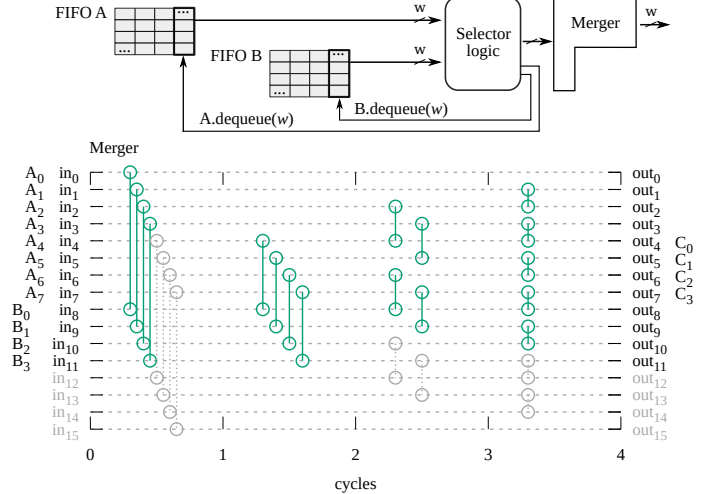 FIFO A
w
w
Selector
logic
Merger
w
...
...
FIFO B
...
A.dequeue(w)
B.dequeue(w)
Merger
A0 in0 out0
A1 in1 out1
A2 in2 out2
A3 in3 out3
A4 in4 out4 C0
A5 in5 out5 C1
A6 in6 out6 C2
A7 in7 out7 C3
B0 in8 out8
B1 in9 out9
B2 in10 out10
B3 in11 out11
in12 out12
in13 out13
in14 out14
in15 out15
0 1 2 3 4
cycles